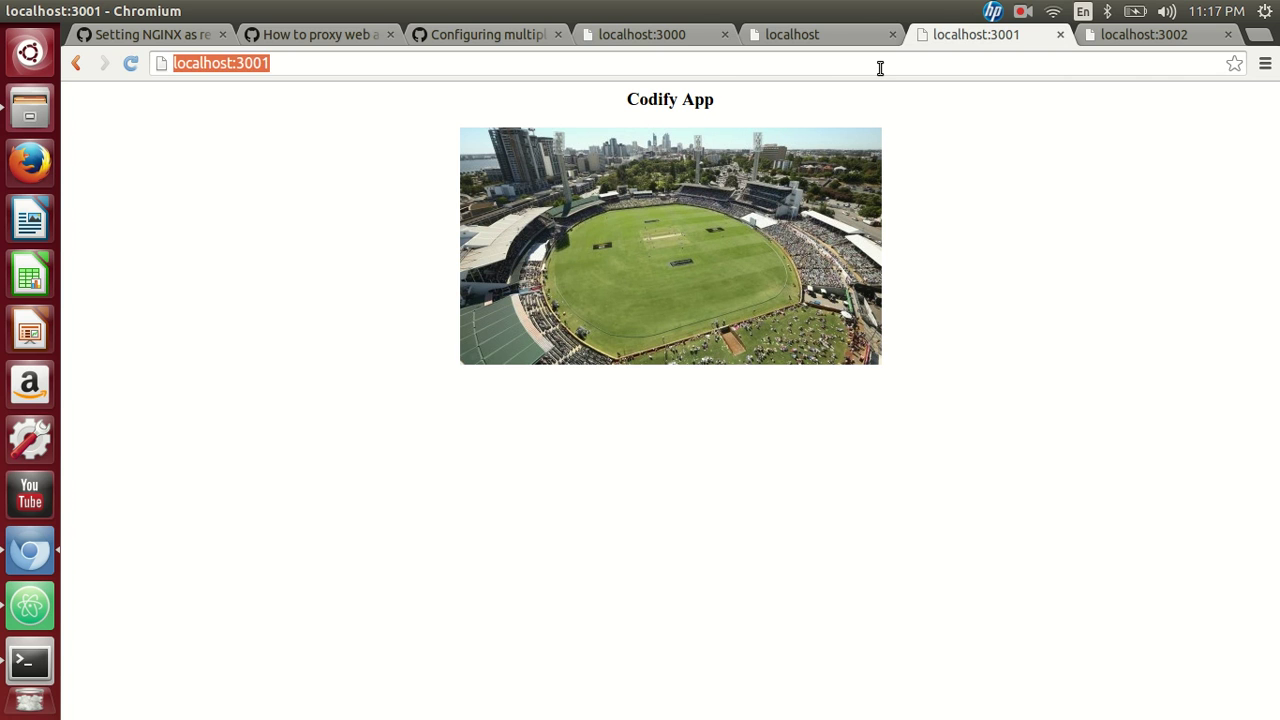 localhost:3001 - Chromium
hp
En
11:17 PM
Setting NGINX as re
How to proxy web a
Configuring multipl
localhost:3000
localhost
localhost:3001
localhost:3002
localhost:3001
Codify App
a
You
Tube
>_